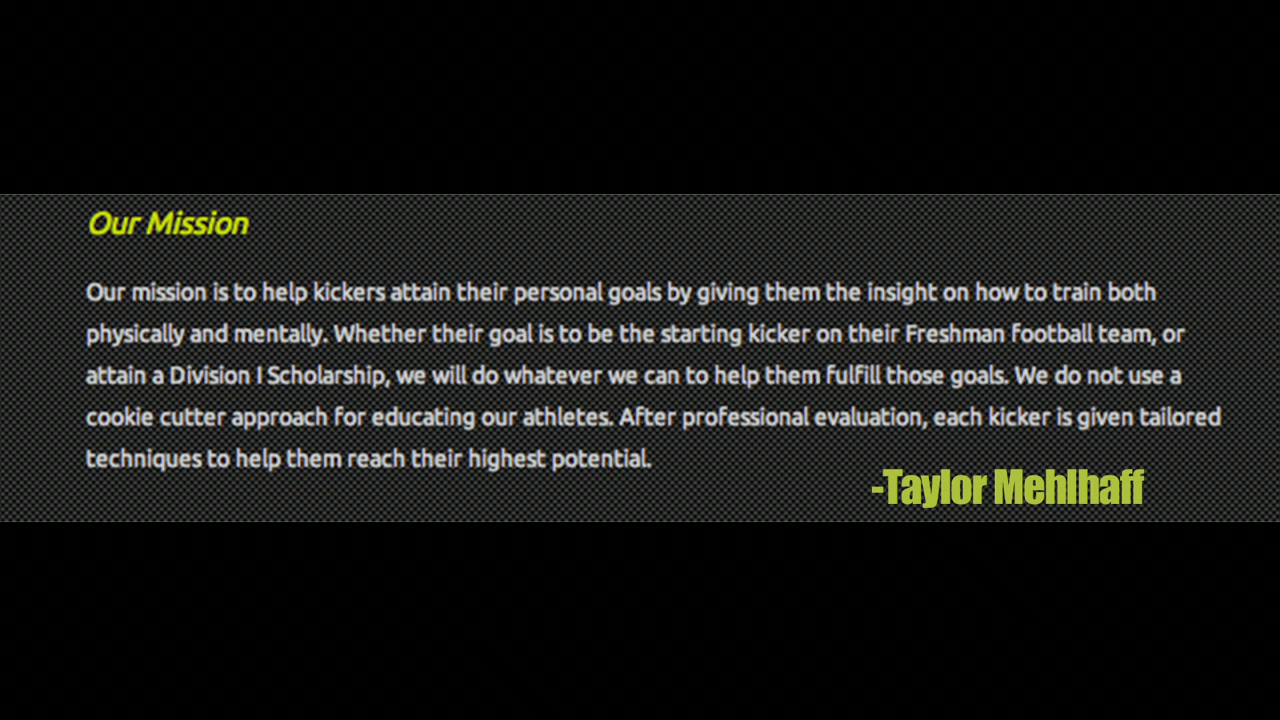 Our Mission
Our mission is to help kickers attain their personal goals by giving them the insight on how to train both
physically and mentally. Whether their goal is to be the starting kicker on their Freshman football team, or
attain a Division I Scholarship, we will do whatever we can to help them fulfill those goals. We do not use a
cookie cutter approach for educating our athletes. After professional evaluation, each kicker is given tailored
techniques to help them reach their highest potential.
-Taylor Mehlhaff